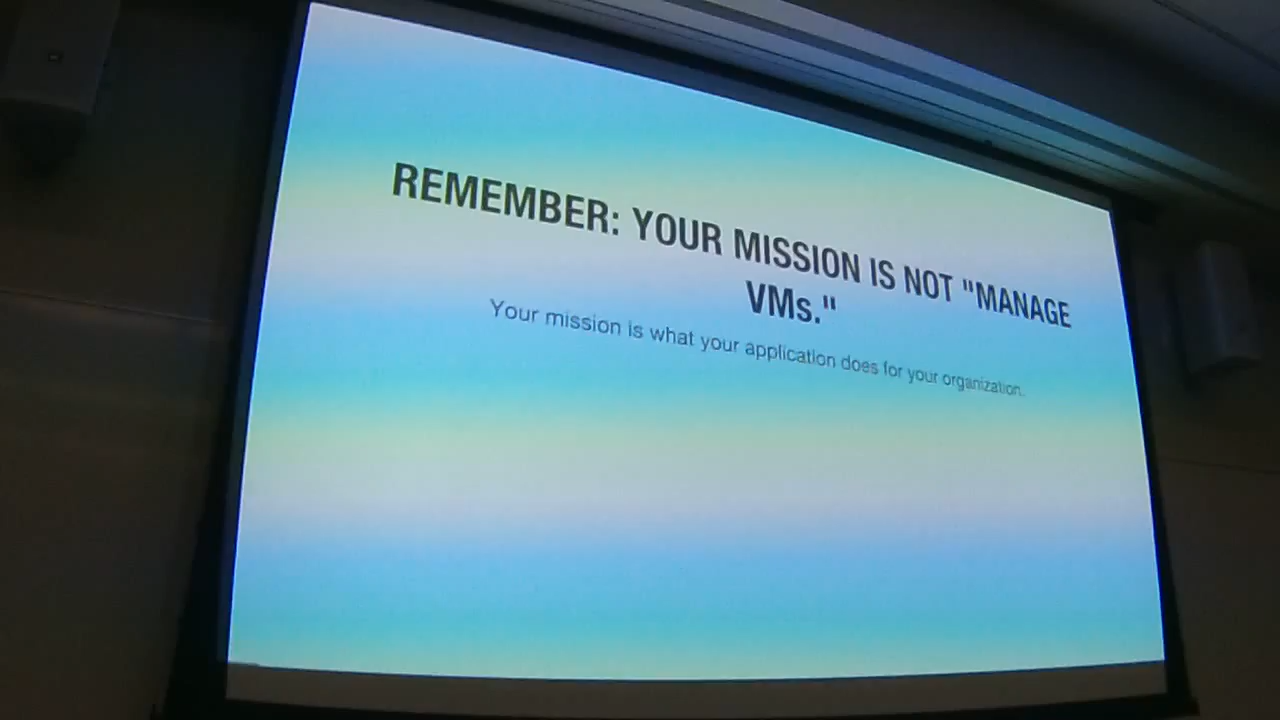 REMEMBER: YOUR MISSION IS NOT "MANAGE
VMs."
Your mission is what your application does for your organization.